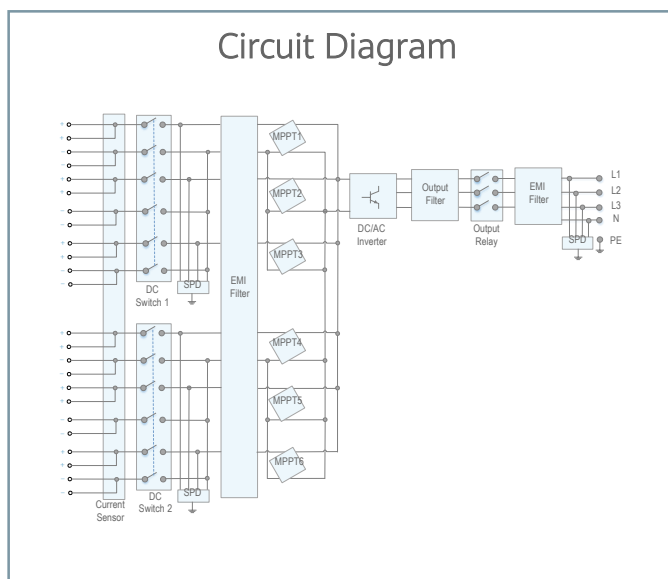 Circuit Diagram
+
+
−
−
+
+
−
−
+
+
−
−
DC
Switch 1
SPD
EMI
Filter
MPPT1
MPPT2
MPPT3
MPPT4
MPPT5
MPPT6
DC/AC
Inverter
Output
Filter
Output
Relay
EMI
Filter
L1
L2
L3
N
SPD
PE
+
+
−
−
+
+
−
−
+
+
−
−
Current
Sensor
DC
Switch 2
SPD